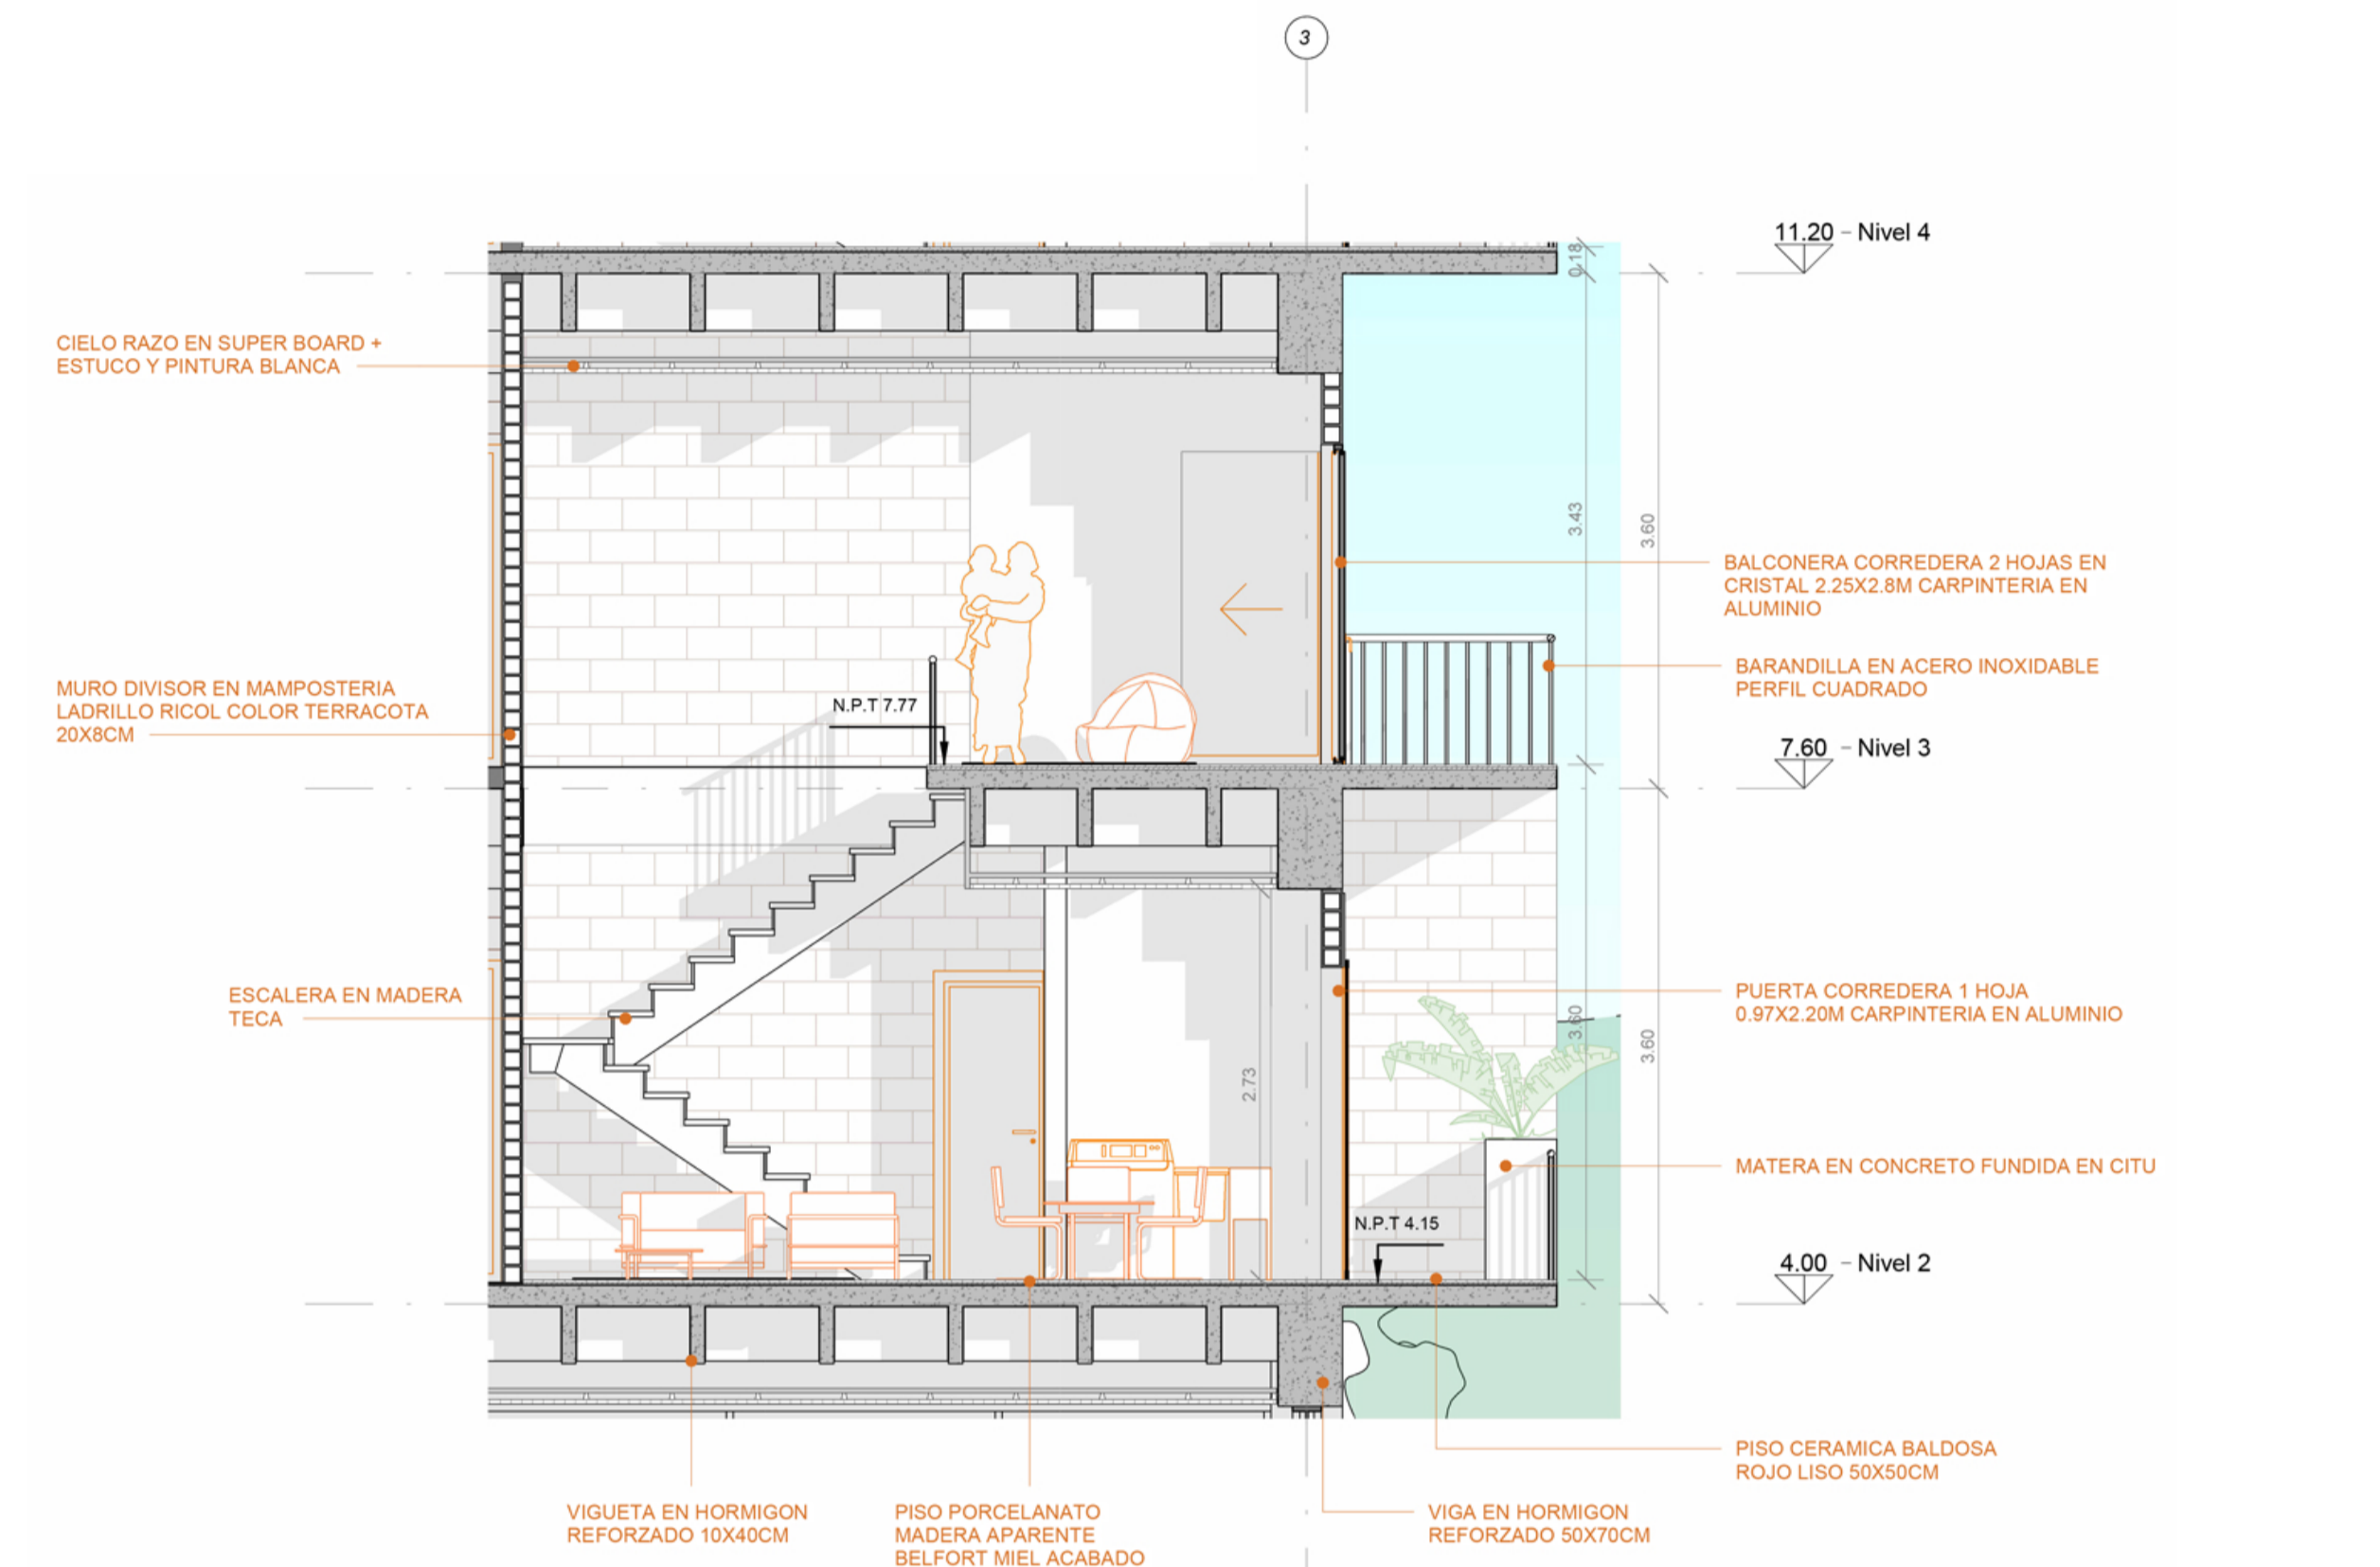 3
11.20 - Nivel 4
0.18
CIELO RAZO EN SUPER BOARD +
ESTUCO Y PINTURA BLANCA
3.43
3.60
BALCONERA CORREDERA 2 HOJAS EN
CRISTAL 2.25X2.8M CARPINTERIA EN
ALUMINIO
BARANDILLA EN ACERO INOXIDABLE
PERFIL CUADRADO
MURO DIVISOR EN MAMPOSTERIA
LADRILLO RICOL COLOR TERRACOTA
20X8CM
N.P.T 7.77
7.60 - Nivel 3
ESCALERA EN MADERA
TECA
PUERTA CORREDERA 1 HOJA
0.97X2.20M CARPINTERIA EN ALUMINIO
3.60
3.60
2.73
MATERA EN CONCRETO FUNDIDA EN CITU
N.P.T 4.15
4.00 - Nivel 2
PISO CERAMICA BALDOSA
ROJO LISO 50X50CM
VIGUETA EN HORMIGON
REFORZADO 10X40CM
PISO PORCELANATO
MADERA APARENTE
BELFORT MIEL ACABADO
VIGA EN HORMIGON
REFORZADO 50X70CM